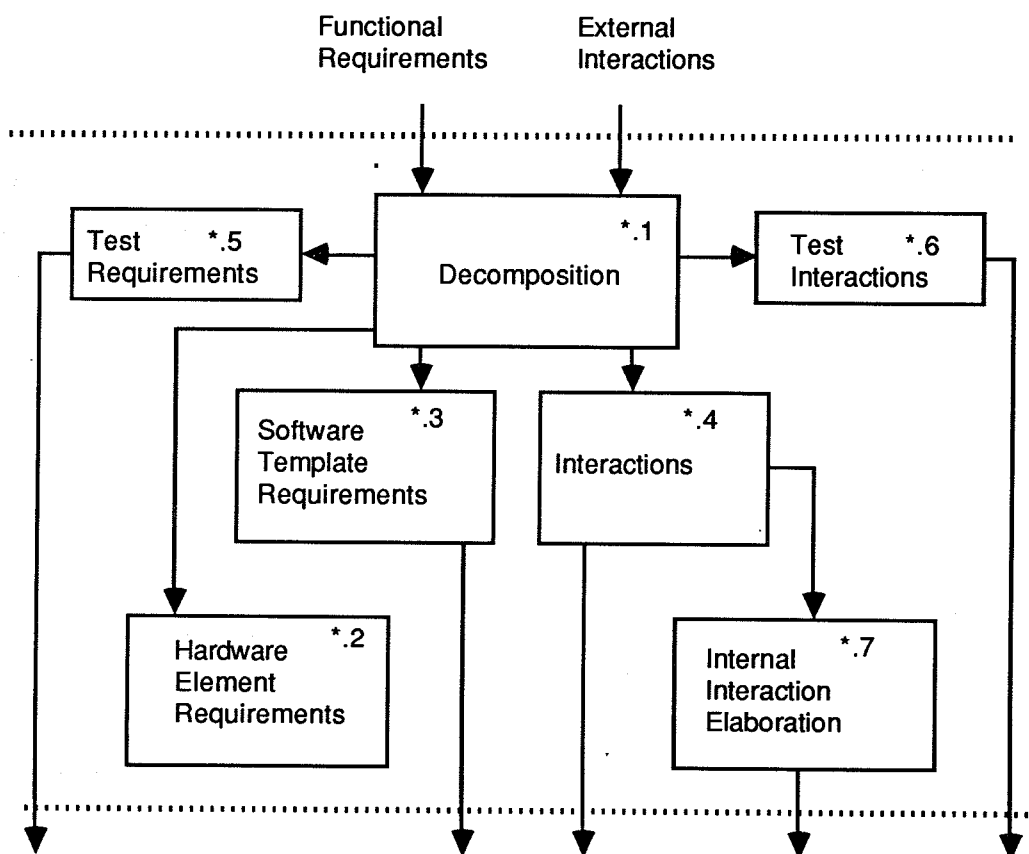 Functional
Requirements
External
Interactions
*.1
Decomposition
Test *.5
Requirements
Test *.6
Interactions
*.3
Software
Template
Requirements
*.4
Interactions
*.2
Hardware
Element
Requirements
*.7
Internal
Interaction
Elaboration